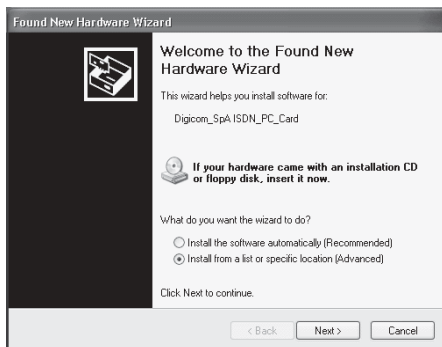 Found New Hardware Wizard
Welcome to the Found New
Hardware Wizard
This wizard helps you install software for:
Digicom_SpA ISDN_PC_Card
If your hardware came with an installation CD
or floppy disk, insert it now.
What do you want the wizard to do?
Install the software automatically (Recommended)
Install from a list or specific location (Advanced)
Click Next to continue.
< Back Next > Cancel